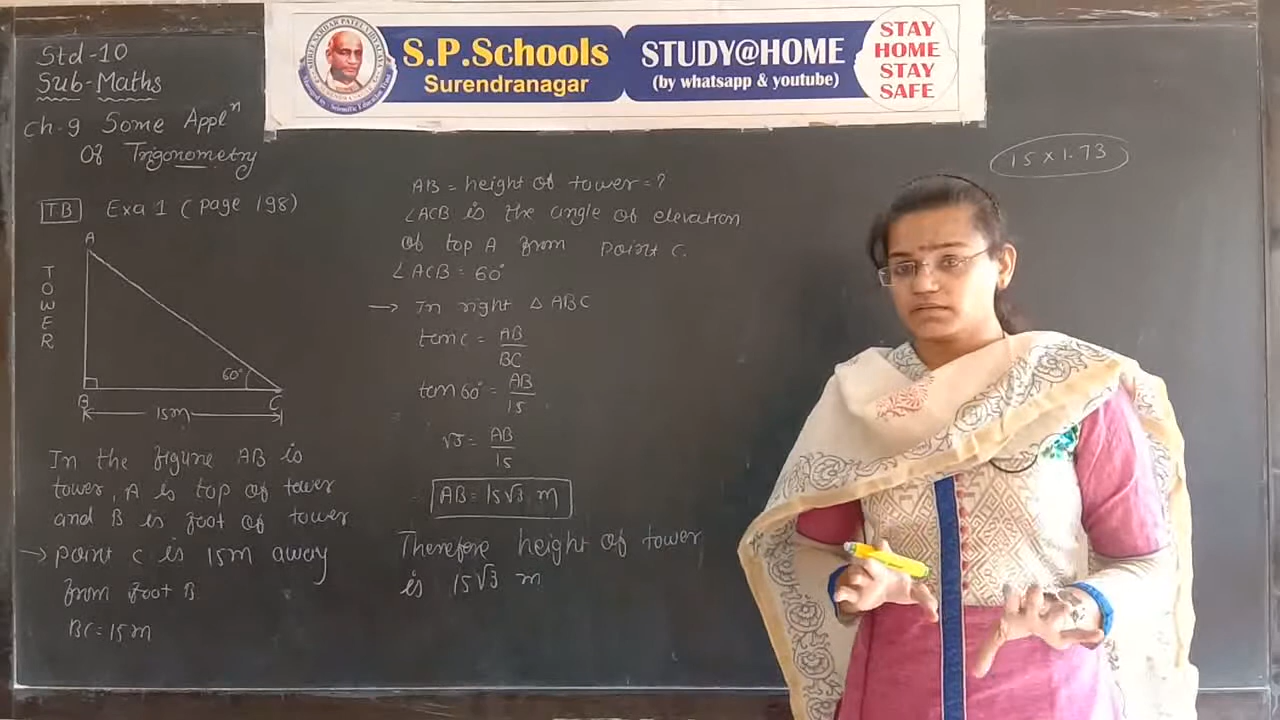 S.P.Schools
Surendranagar
STUDY@HOME
(by whatsapp & youtube)
STAY
HOME
STAY
SAFE
Std-10
Sub-Maths
Ch.9 Some Applⁿ
Of Trigonometry
TB Exa 1 (page 198)
A
TOWER
60°
B
C
15m
In the figure AB is
tower, A is top of tower
and B is foot of tower
→ point C is 15m away
from foot B.
BC = 15m
AB = height of tower = ?
∠ACB is the angle of elevation
of top A from point C.
∠ACB = 60°
→ In right △ ABC
tan C = AB/BC
tan 60° = AB/15
√3 = AB/15
AB = 15√3 m
Therefore height of tower
is 15√3 m
15 × 1.73